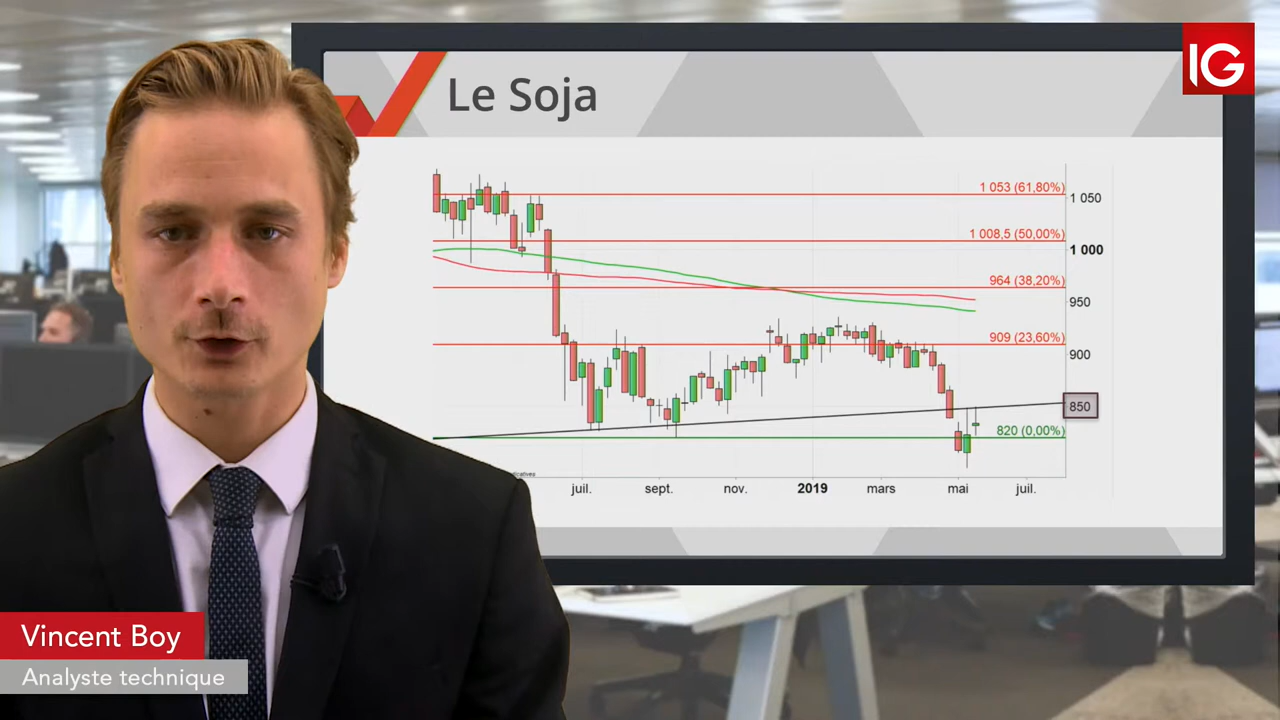 IG
Le Soja
1 053 (61,80%)
1 050
1 008,5 (50,00%)
1 000
964 (38,20%)
950
909 (23,60%)
900
850
820 (0,00%)
juil.
sept.
nov.
2019
mars
mai
juil.
Vincent Boy
Analyste technique